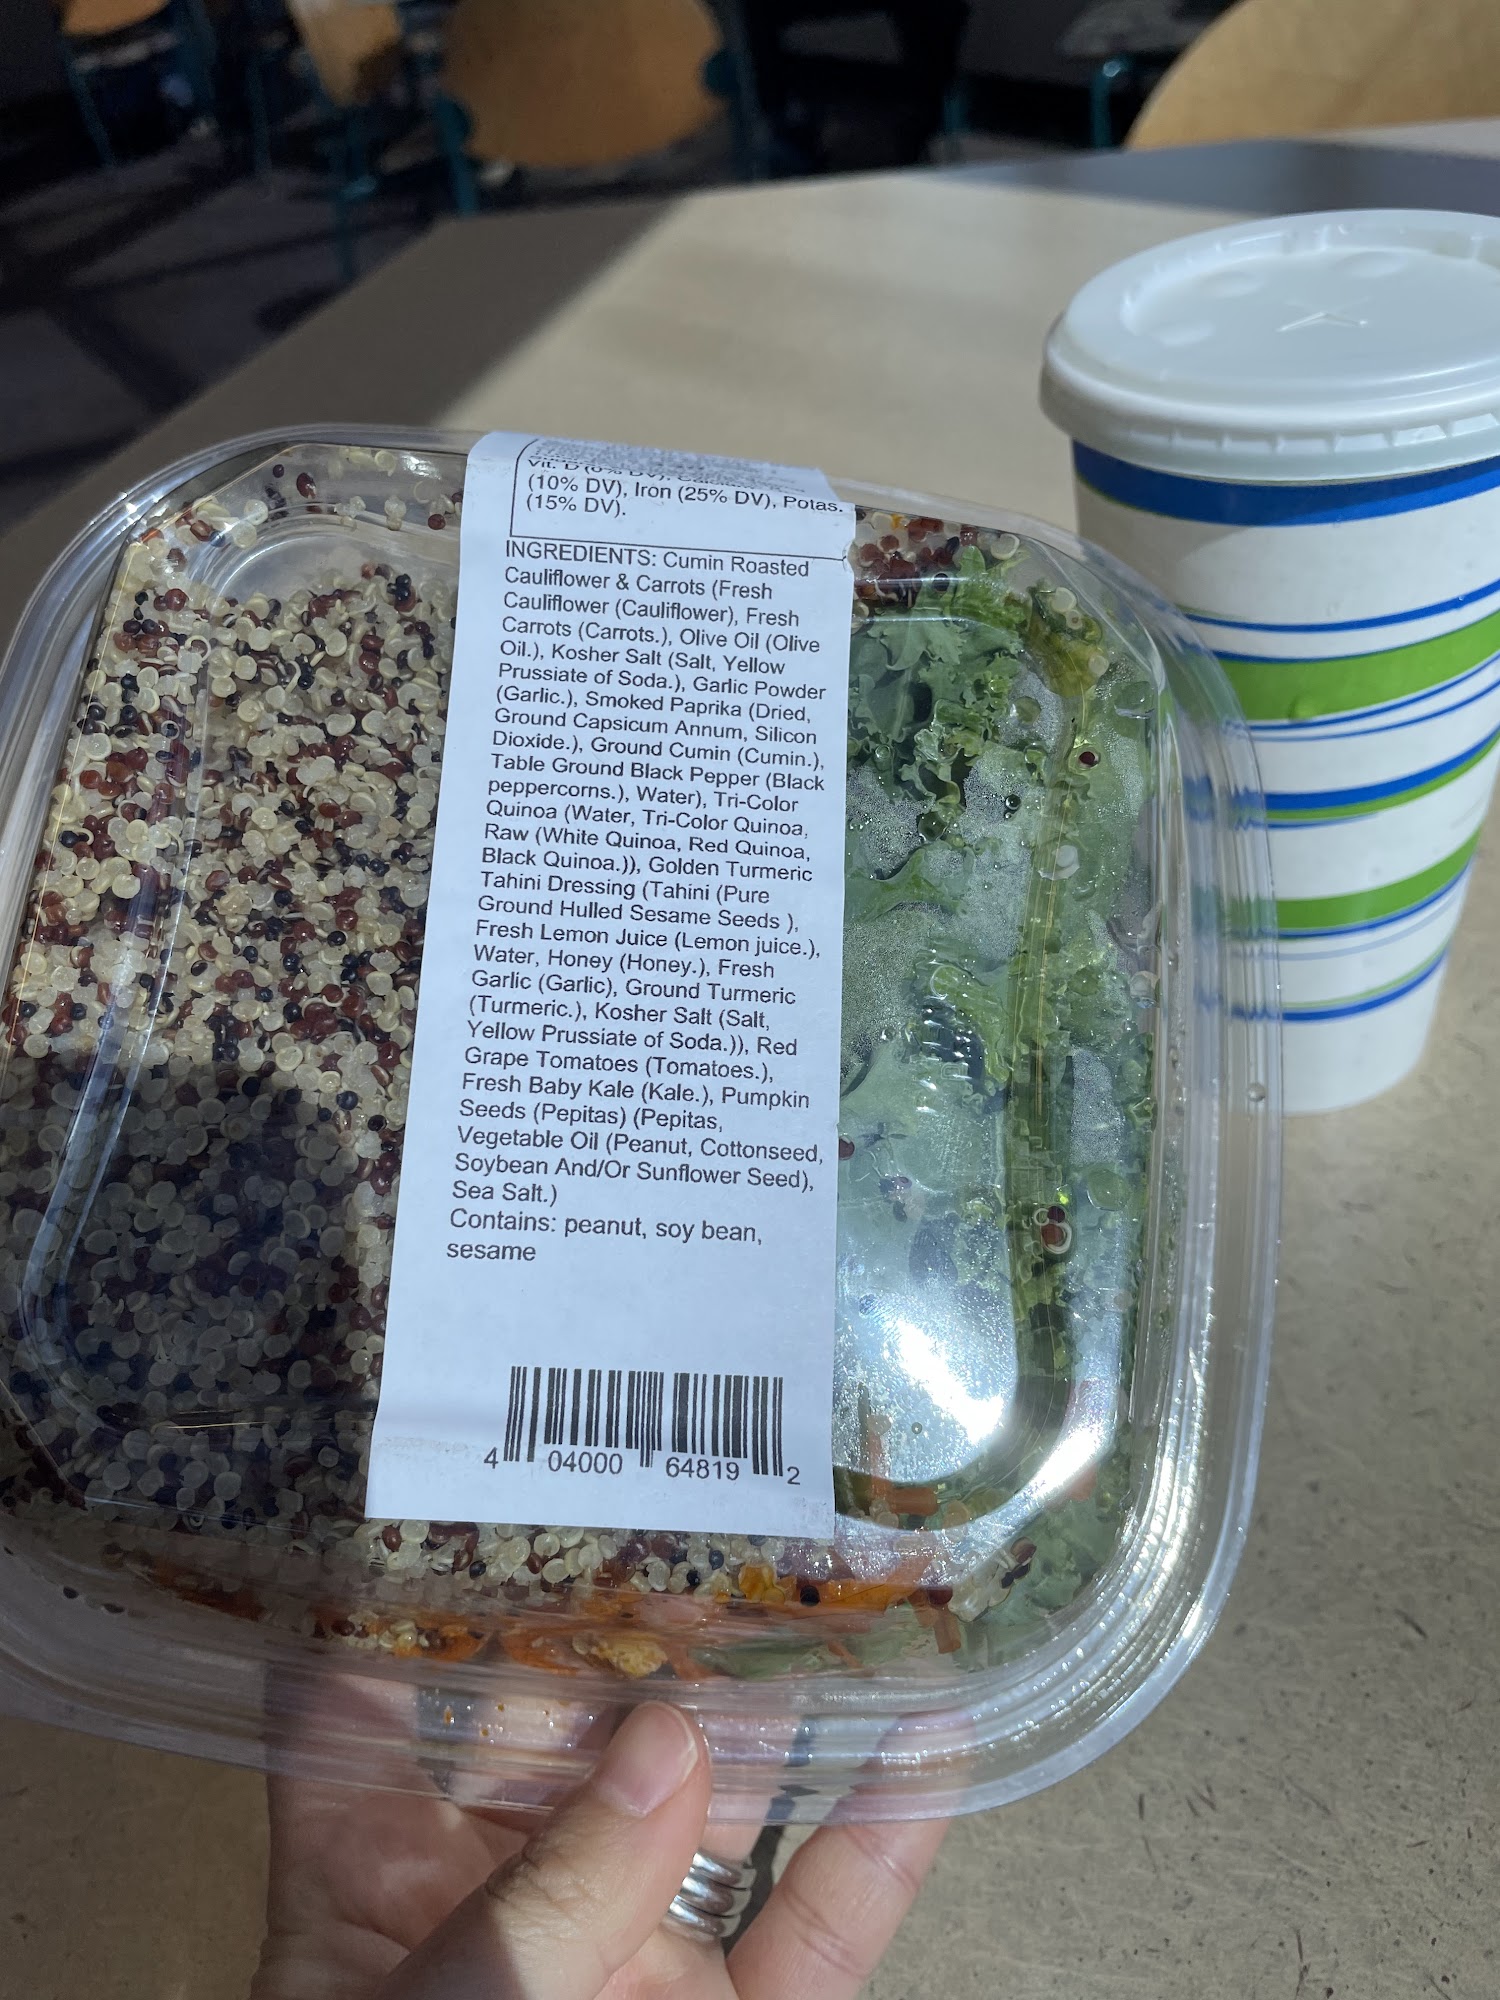 Vit. D (0% DV), Calcium
(10% DV), Iron (25% DV), Potas.
(15% DV).
INGREDIENTS: Cumin Roasted
Cauliflower & Carrots (Fresh
Cauliflower (Cauliflower), Fresh
Carrots (Carrots.), Olive Oil (Olive
Oil.), Kosher Salt (Salt, Yellow
Prussiate of Soda.), Garlic Powder
(Garlic.), Smoked Paprika (Dried,
Ground Capsicum Annum, Silicon
Dioxide.), Ground Cumin (Cumin.),
Table Ground Black Pepper (Black
peppercorns.), Water), Tri-Color
Quinoa (Water, Tri-Color Quinoa,
Raw (White Quinoa, Red Quinoa,
Black Quinoa.)), Golden Turmeric
Tahini Dressing (Tahini (Pure
Ground Hulled Sesame Seeds ),
Fresh Lemon Juice (Lemon juice.),
Water, Honey (Honey.), Fresh
Garlic (Garlic), Ground Turmeric
(Turmeric.), Kosher Salt (Salt,
Yellow Prussiate of Soda.)), Red
Grape Tomatoes (Tomatoes.),
Fresh Baby Kale (Kale.), Pumpkin
Seeds (Pepitas) (Pepitas,
Vegetable Oil (Peanut, Cottonseed,
Soybean And/Or Sunflower Seed),
Sea Salt.)
Contains: peanut, soy bean,
sesame
4 04000 64819 2